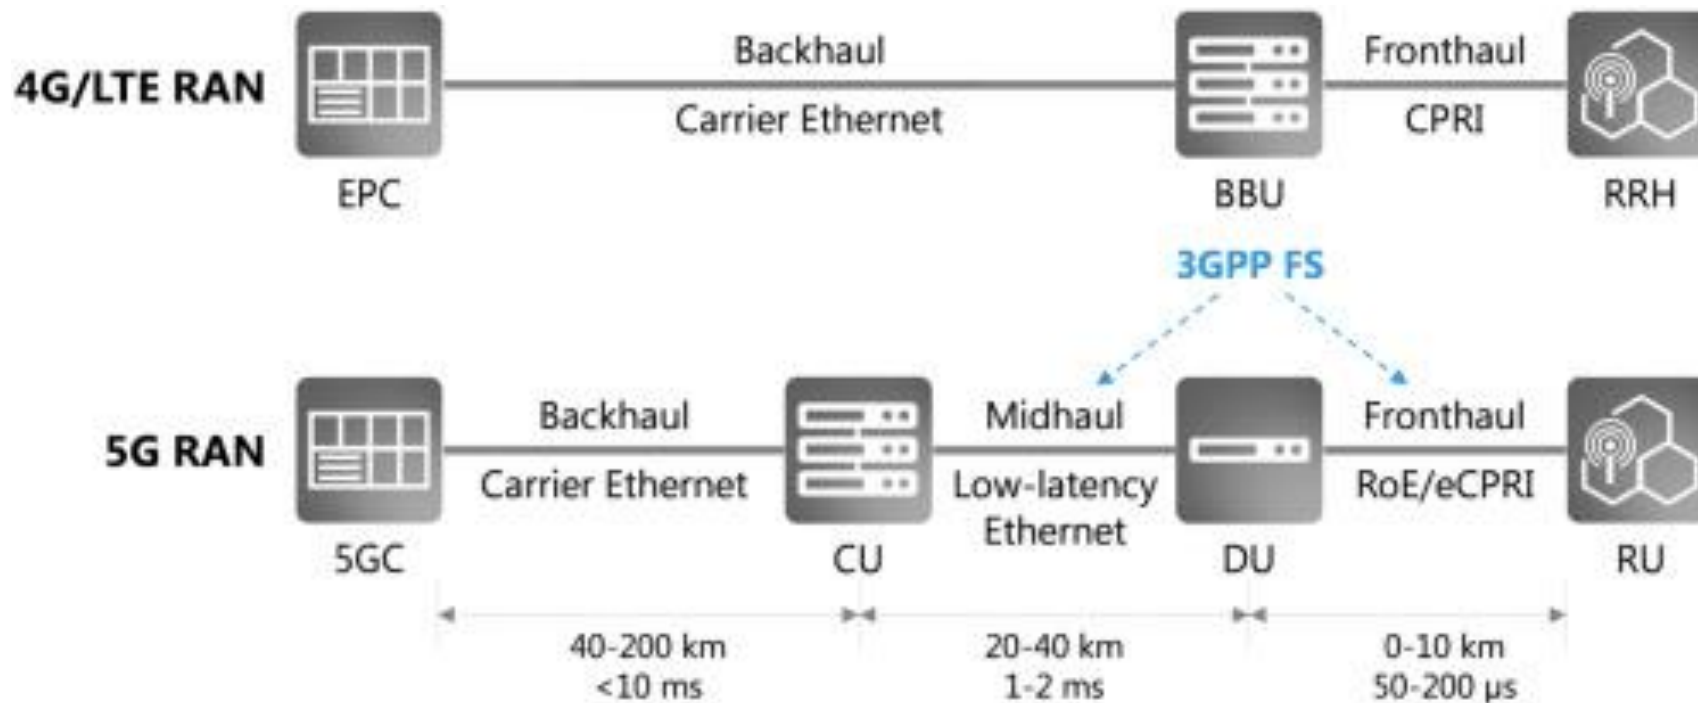 4G/LTE RAN
Backhaul
Carrier Ethernet
Fronthaul
CPRI
EPC
BBU
RRH
3GPP FS
5G RAN
Backhaul
Carrier Ethernet
Midhaul
Low-latency
Ethernet
Fronthaul
RoE/eCPRI
5GC
CU
DU
RU
40-200 km
<10 ms
20-40 km
1-2 ms
0-10 km
50-200 µs